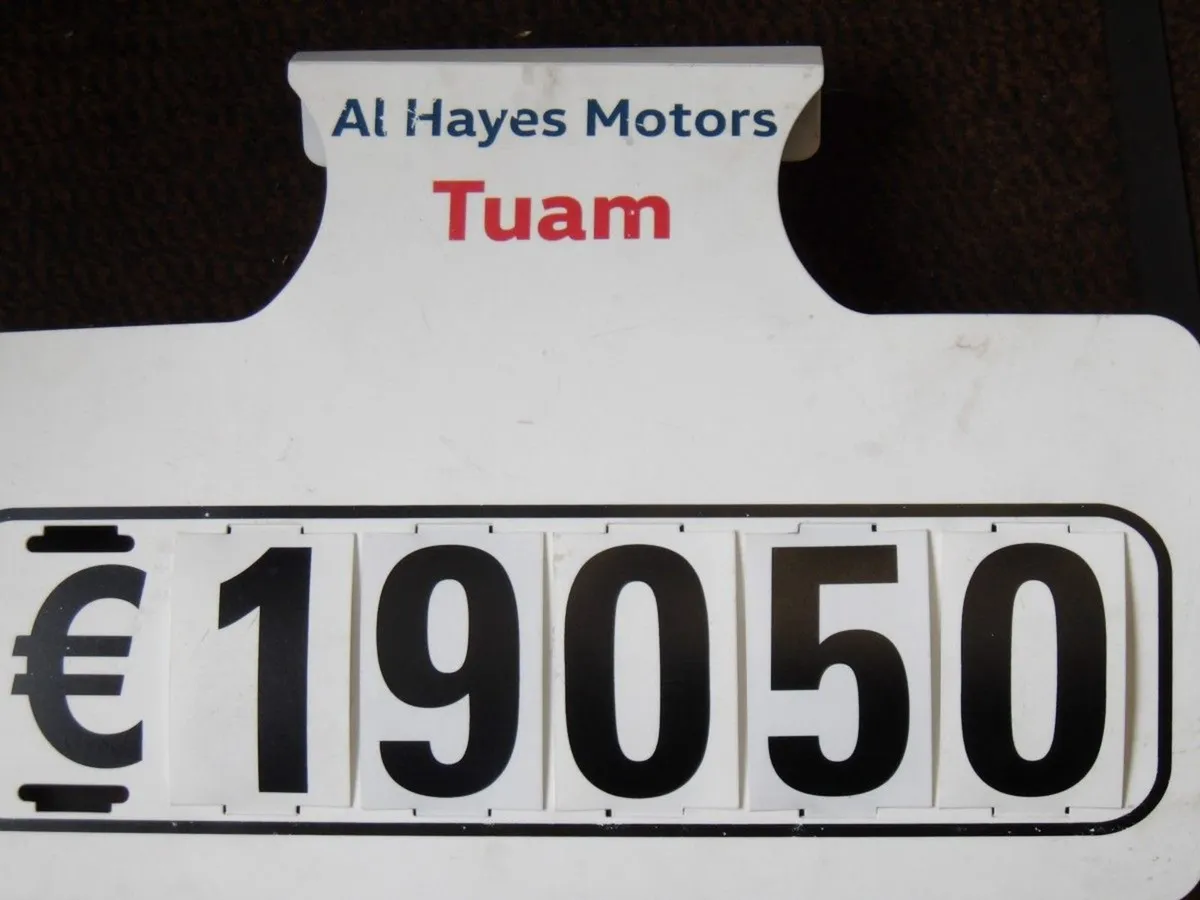 Al Hayes Motors
Tuam
€ 19050